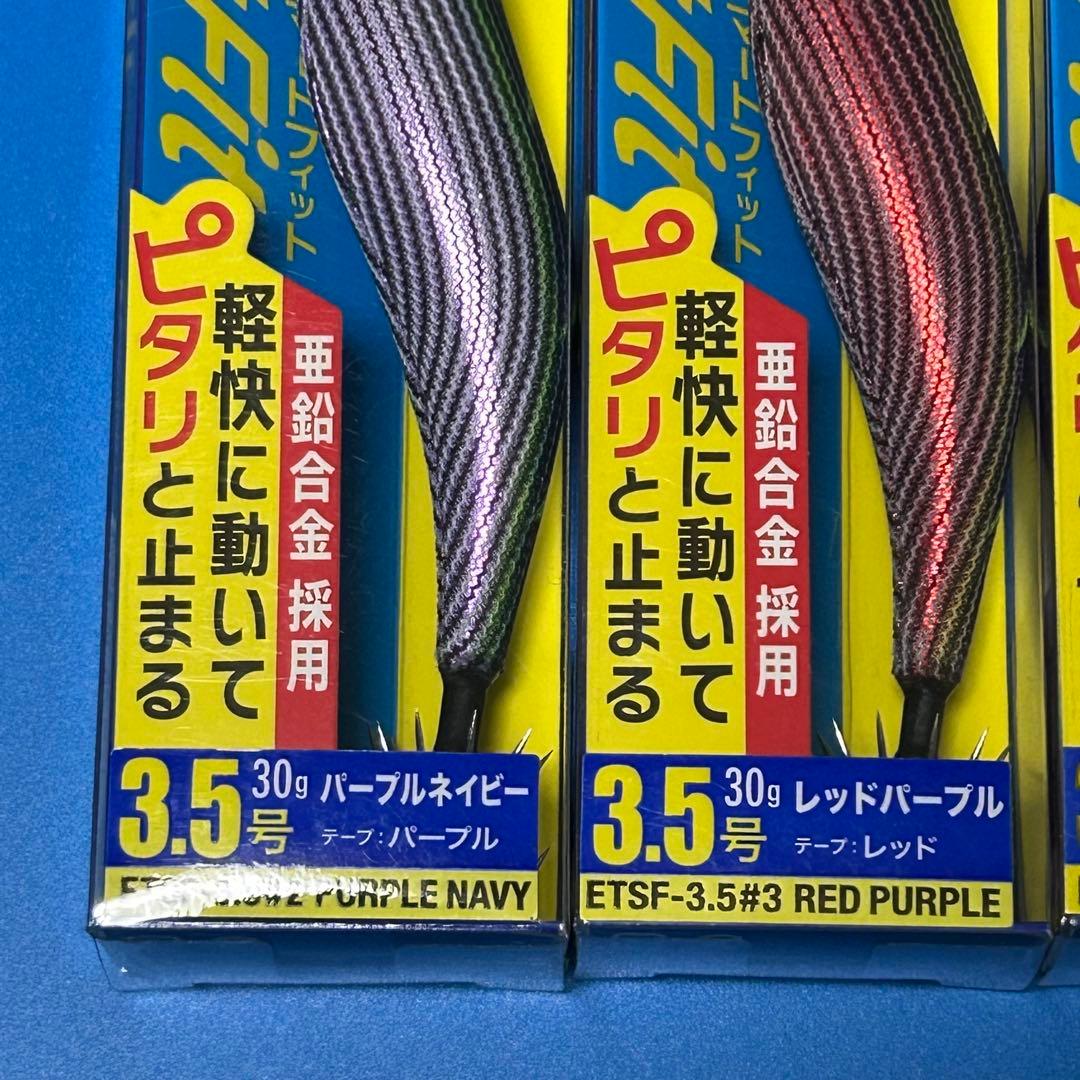 Fit
ートフィット
亜鉛合金 採用
軽快に動いて
ピタリと止まる
3.5号 30g パープルネイビー
テープ:パープル
PURPLE NAVY
Fit
マートフィット
亜鉛合金 採用
軽快に動いて
ピタリと止まる
3.5号 30g レッドパープル
テープ:レッド
ETSF-3.5#3 RED PURPLE